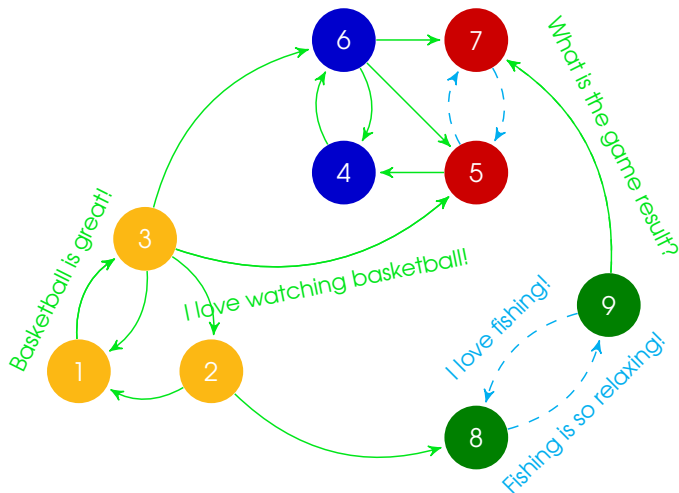 6
7
What is the game result?
4
5
Basketball is great!
3
I love watching basketball!
I love fishing!
9
1
2
Fishing is so relaxing!
8